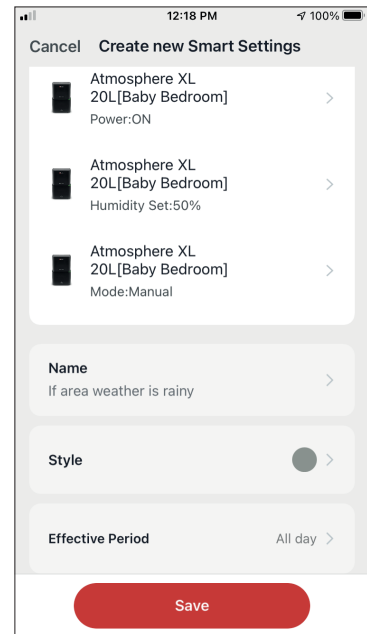 12:18 PM
100%
Cancel Create new Smart Settings
Atmosphere XL
20L[Baby Bedroom]
Power:ON
Atmosphere XL
20L[Baby Bedroom]
Humidity Set:50%
Atmosphere XL
20L[Baby Bedroom]
Mode:Manual
Name
If area weather is rainy
Style
Effective Period All day
Save